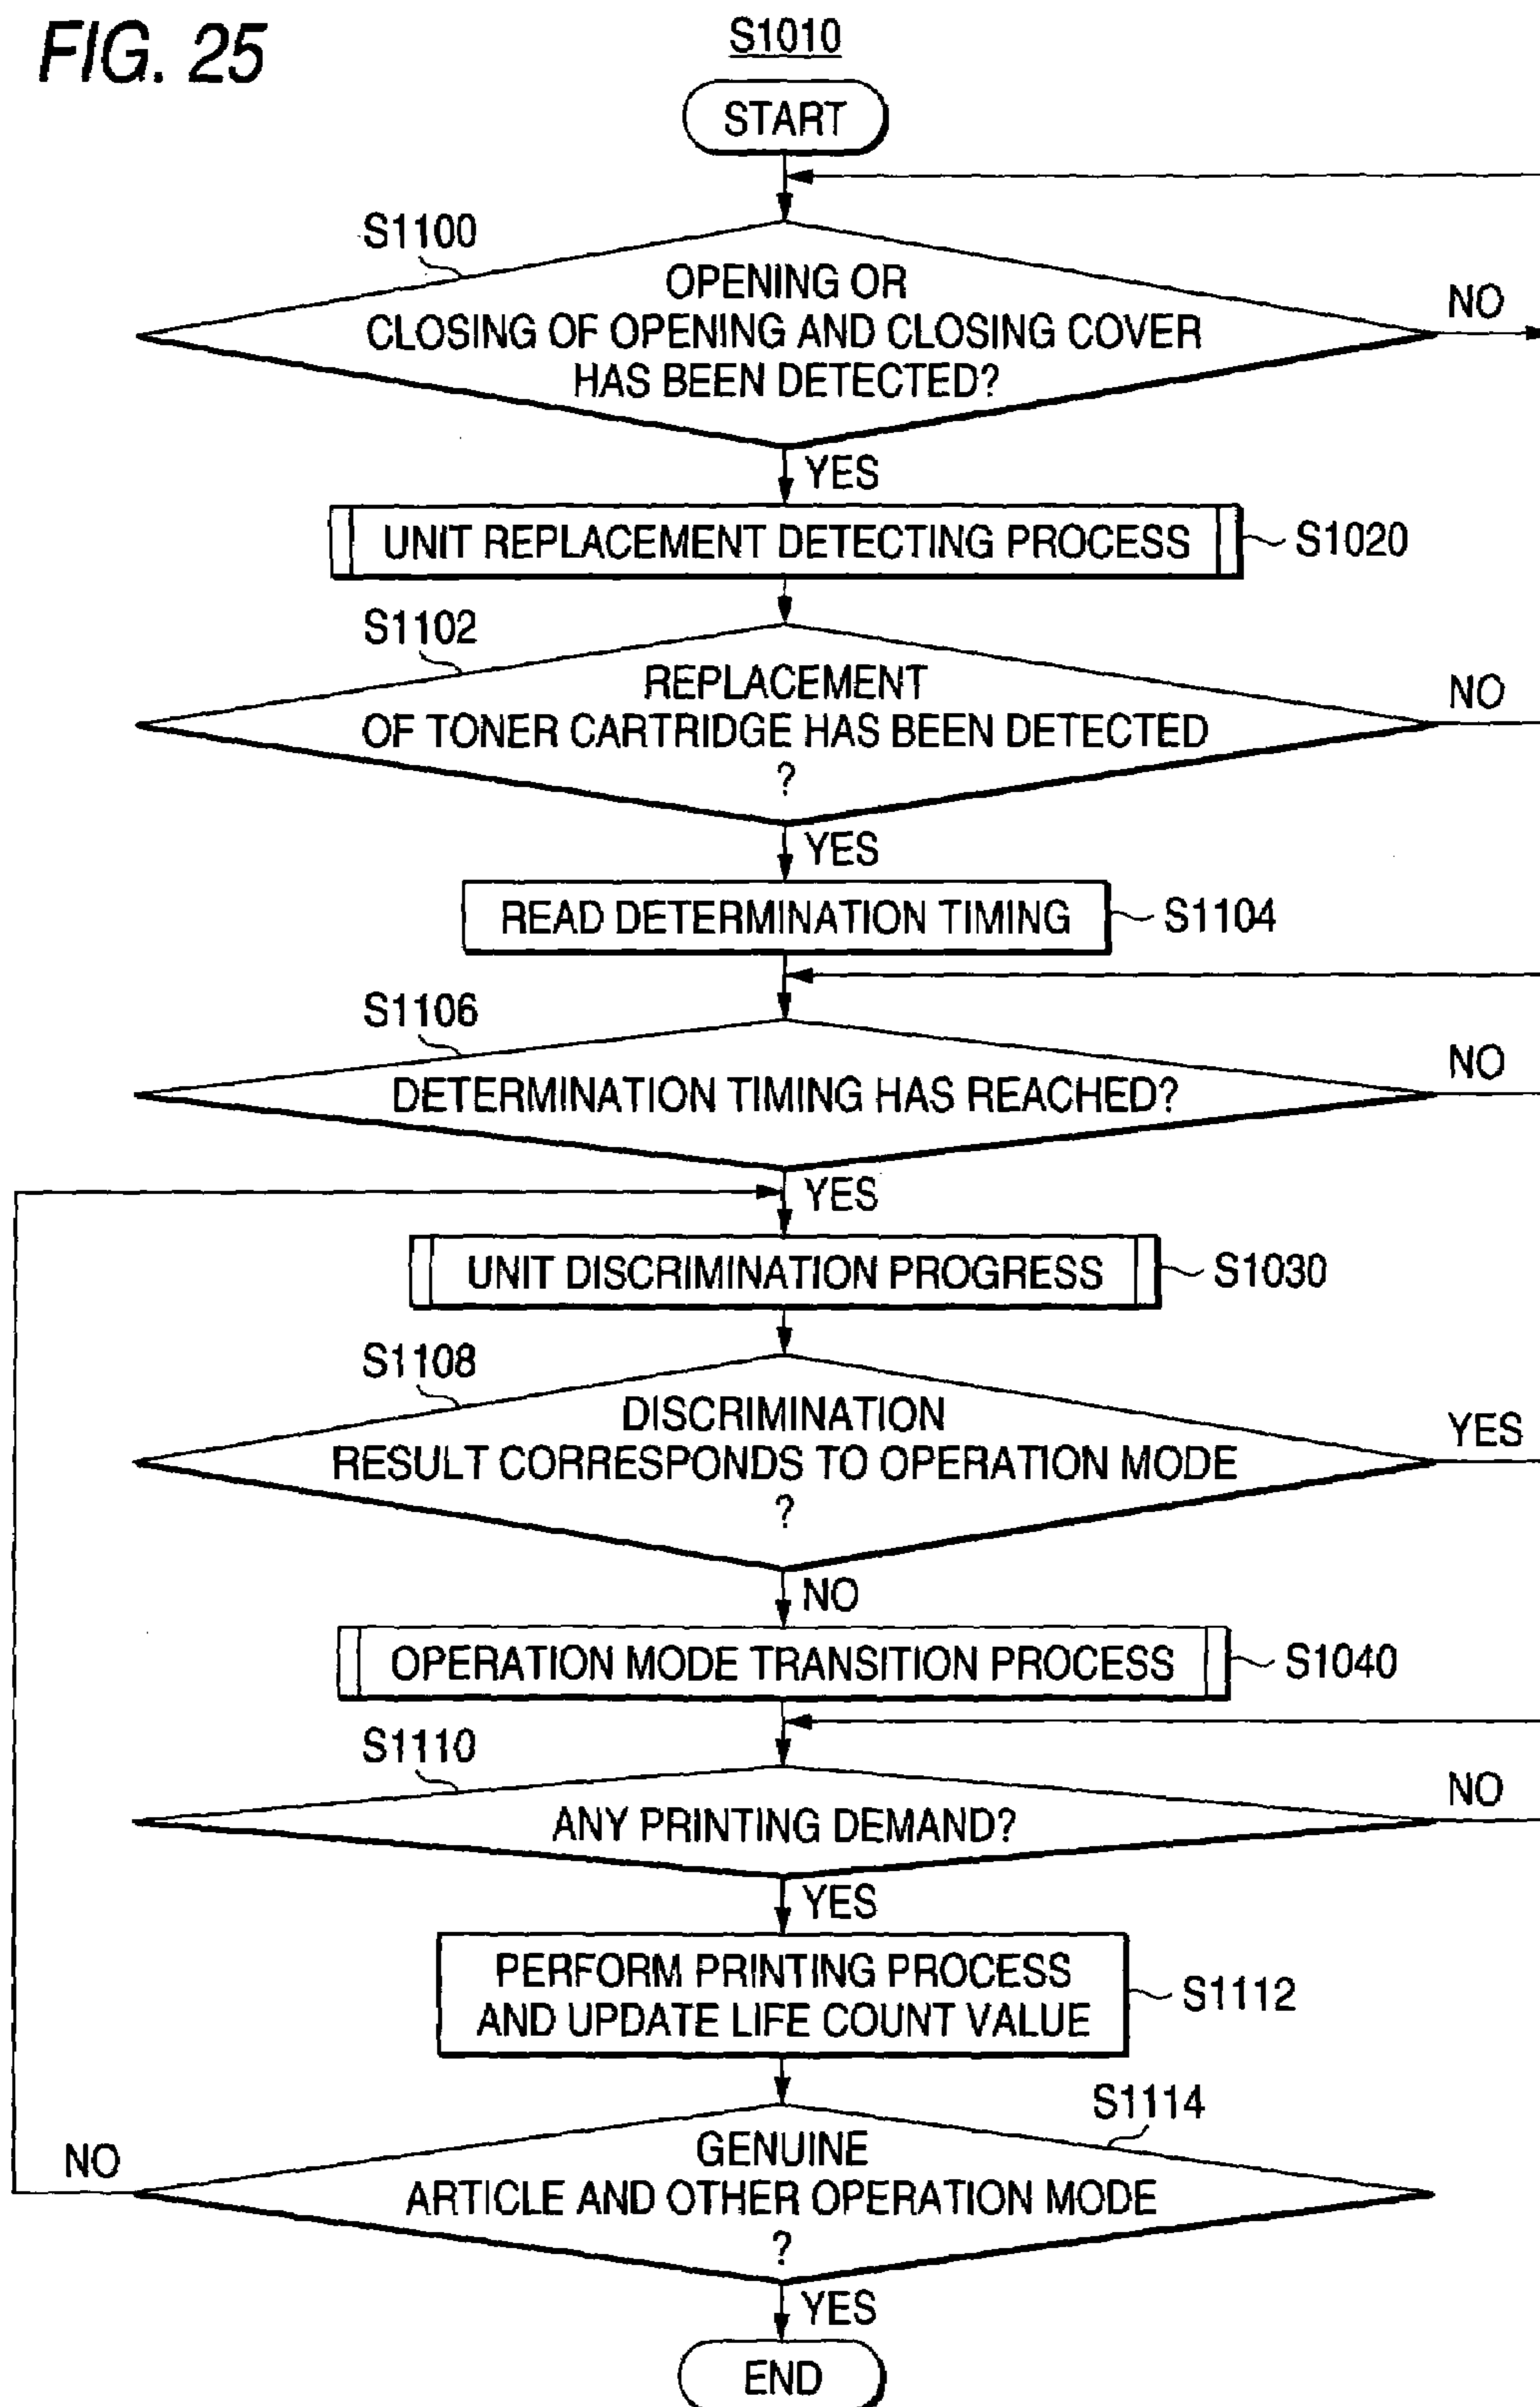 FIG. 25
S1010
START
S1100
OPENING OR
CLOSING OF OPENING AND CLOSING COVER
HAS BEEN DETECTED?
NO
YES
UNIT REPLACEMENT DETECTING PROCESS
S1020
S1102
REPLACEMENT
OF TONER CARTRIDGE HAS BEEN DETECTED
?
NO
YES
READ DETERMINATION TIMING
S1104
S1106
DETERMINATION TIMING HAS REACHED?
NO
YES
UNIT DISCRIMINATION PROGRESS
S1030
S1108
DISCRIMINATION
RESULT CORRESPONDS TO OPERATION MODE
?
YES
NO
OPERATION MODE TRANSITION PROCESS
S1040
S1110
ANY PRINTING DEMAND?
NO
YES
PERFORM PRINTING PROCESS
AND UPDATE LIFE COUNT VALUE
S1112
S1114
GENUINE
ARTICLE AND OTHER OPERATION MODE
?
NO
YES
END